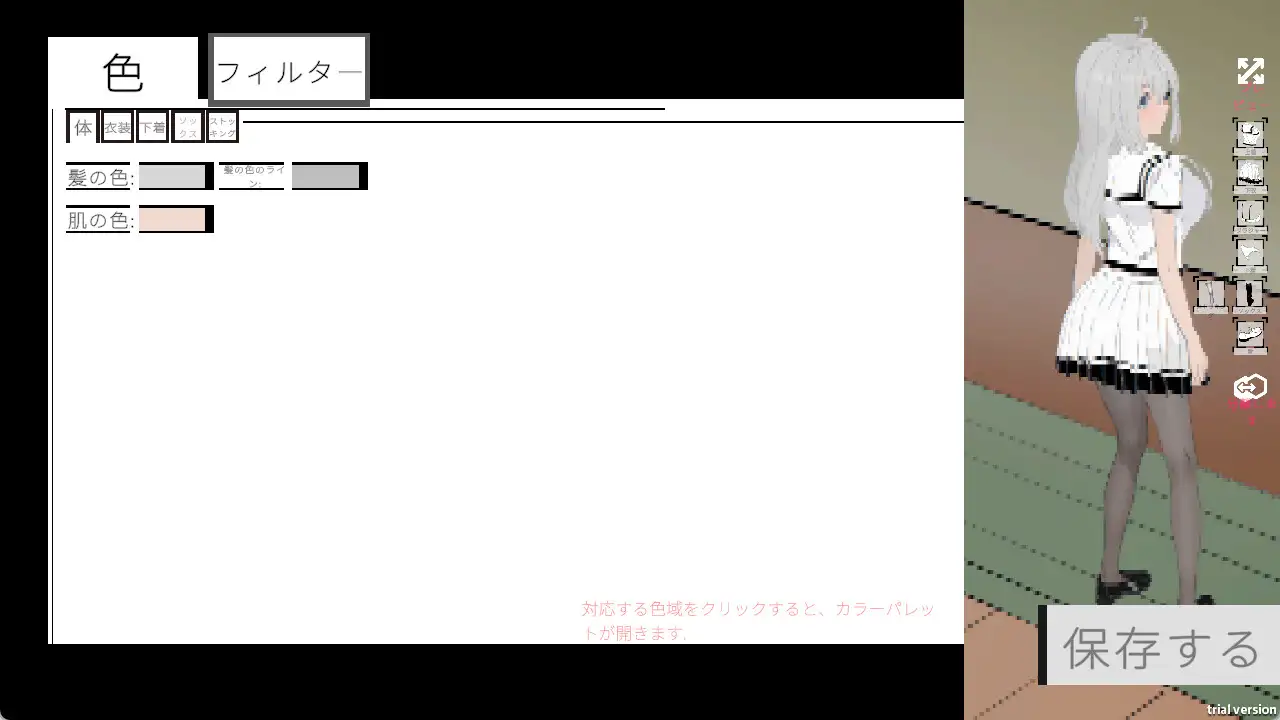 色
フィルター
体
衣装
下着
ソッ
クス
ストッ
キング
髪の色:
髪の色のライ
ン:
肌の色:
対応する色域をクリックすると、カラーパレッ
トが開きます.
保存する
trial version